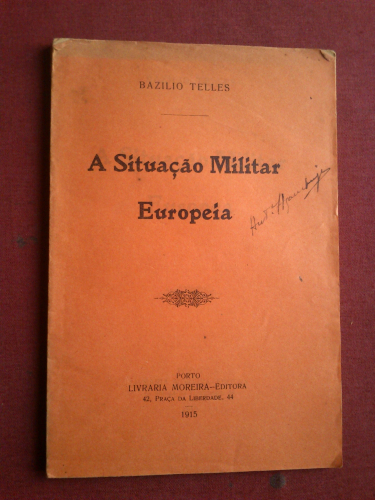 BAZILIO TELLES
A Situação Militar
Europeia
PORTO
LIVRARIA MOREIRA—EDITORA
42, PRAÇA DA LIBERDADE, 44
1915